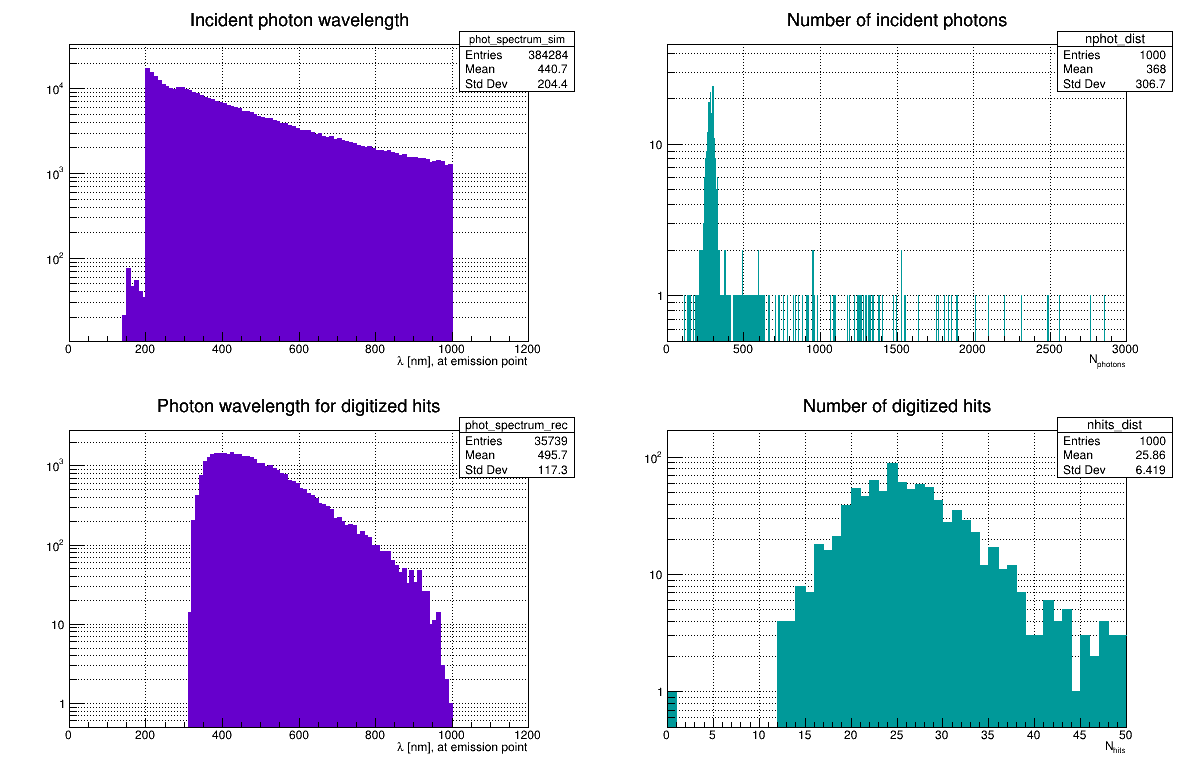 Incident photon wavelength
phot_spectrum_sim
Entries 384284
Mean 440.7
Std Dev 204.4
10^4
10^3
10^2
0 200 400 600 800 1000 1200
λ [nm], at emission point
Number of incident photons
nphot_dist
Entries 1000
Mean 368
Std Dev 306.7
10
1
0 500 1000 1500 2000 2500 3000
N_photons
Photon wavelength for digitized hits
phot_spectrum_rec
Entries 35739
Mean 495.7
Std Dev 117.3
10^3
10^2
10
1
0 200 400 600 800 1000 1200
λ [nm], at emission point
Number of digitized hits
nhits_dist
Entries 1000
Mean 25.86
Std Dev 6.419
10^2
10
1
0 5 10 15 20 25 30 35 40 45 50
N_hits